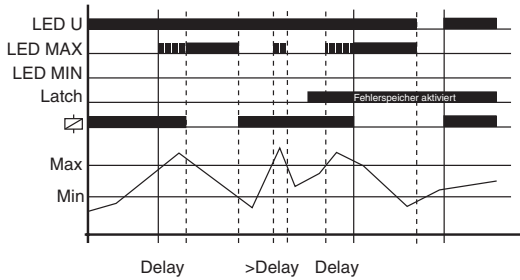 LED U
LED MAX
LED MIN
Latch
Fehlerspeicher aktiviert
Max
Min
Delay >Delay Delay